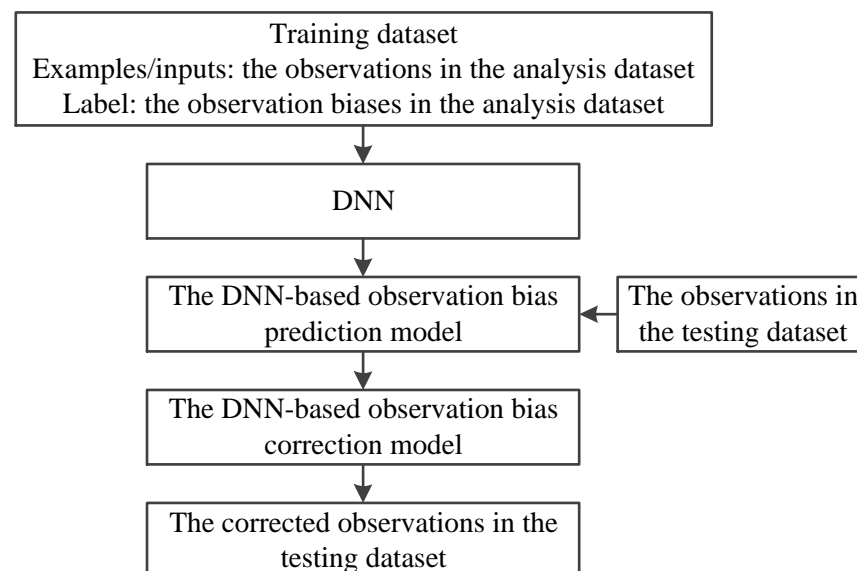 Training dataset
Examples/inputs: the observations in the analysis dataset
Label: the observation biases in the analysis dataset
DNN
The DNN-based observation bias
prediction model
The observations in
the testing dataset
The DNN-based observation bias
correction model
The corrected observations in the
testing dataset